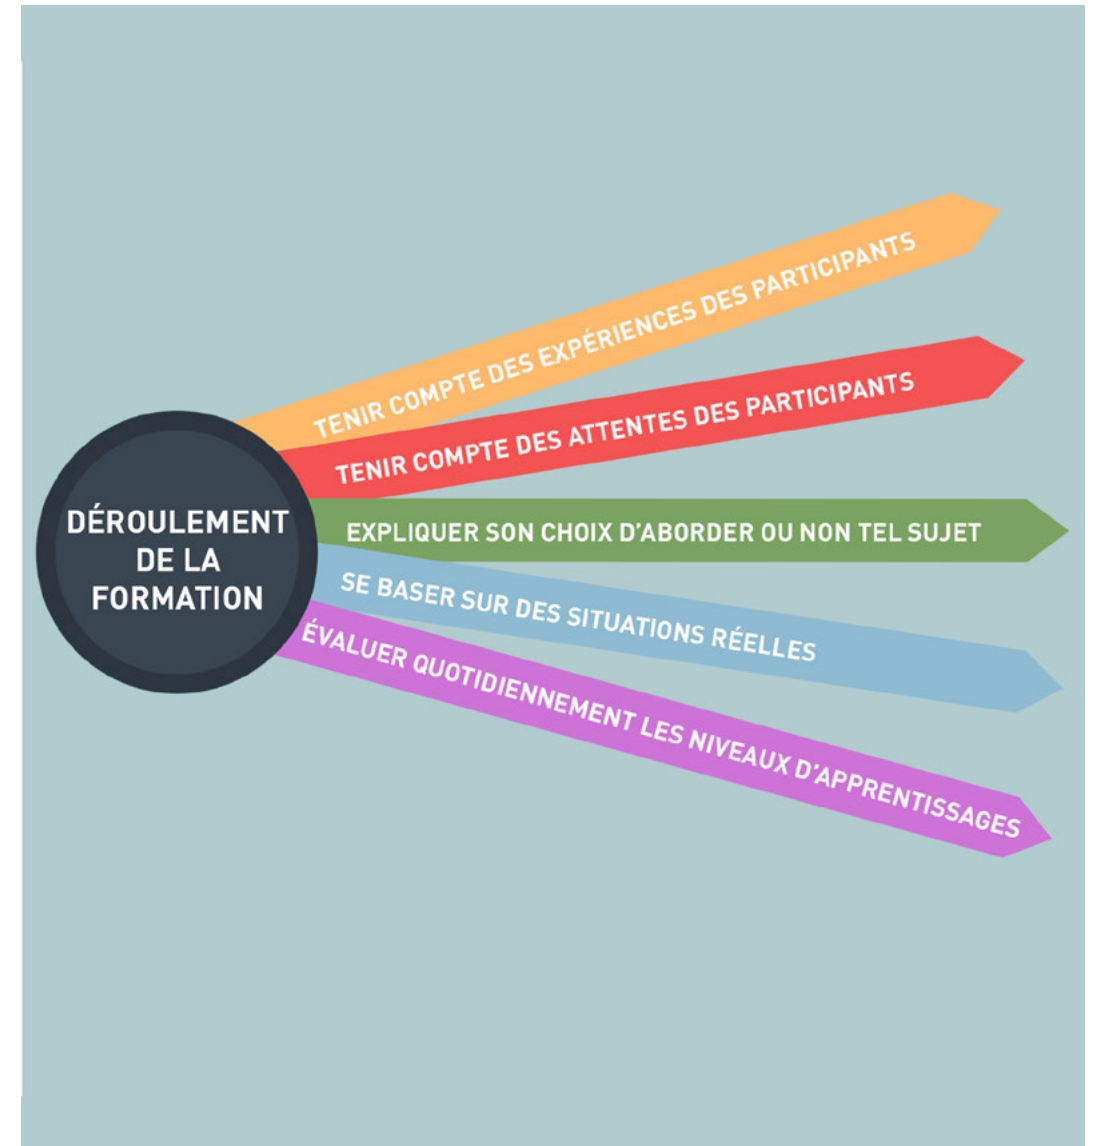 DÉROULEMENT
DE LA
FORMATION
TENIR COMPTE DES EXPÉRIENCES DES PARTICIPANTS
TENIR COMPTE DES ATTENTES DES PARTICIPANTS
EXPLIQUER SON CHOIX D'ABORDER OU NON TEL SUJET
SE BASER SUR DES SITUATIONS RÉELLES
ÉVALUER QUOTIDIENNEMENT LES NIVEAUX D'APPRENTISSAGES